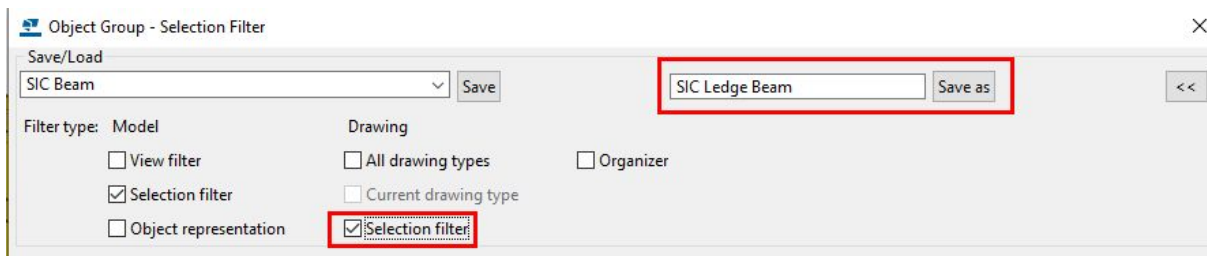 Object Group - Selection Filter
Save/Load
SIC Beam Save SIC Ledge Beam Save as <<
Filter type: Model Drawing
View filter All drawing types Organizer
Selection filter Current drawing type
Object representation Selection filter